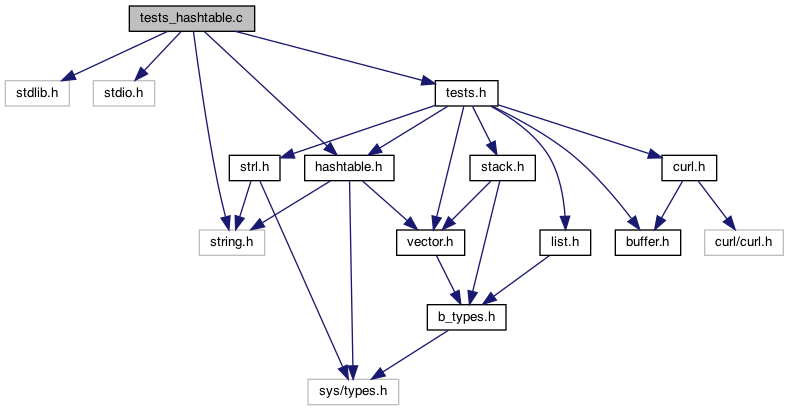 tests_hashtable.c
stdlib.h
stdio.h
tests.h
strl.h
hashtable.h
stack.h
curl.h
string.h
vector.h
list.h
buffer.h
curl/curl.h
b_types.h
sys/types.h